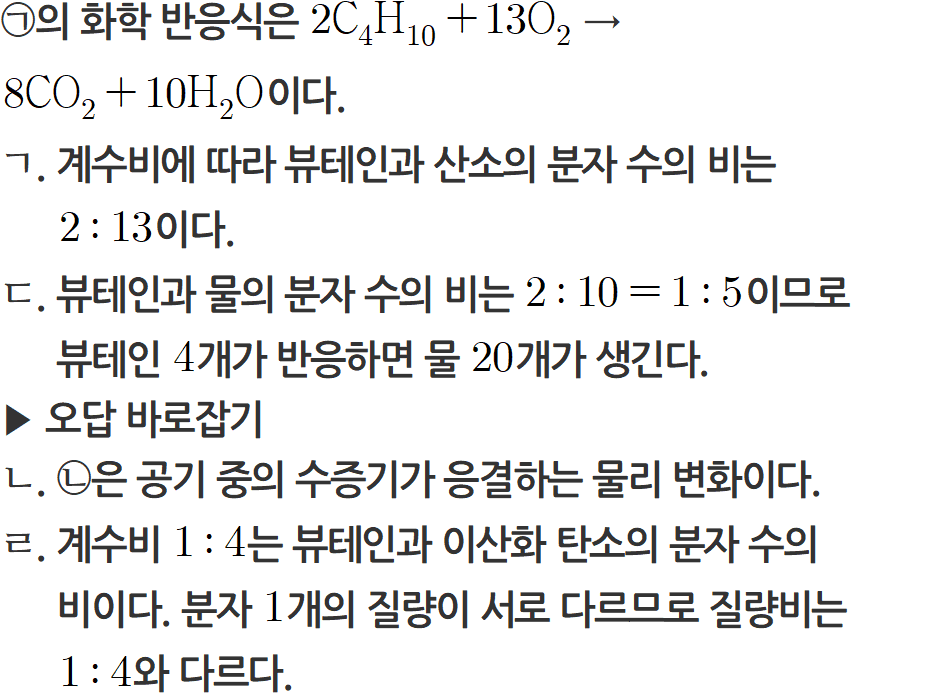 ㉠의 화학 반응식은 2C₄H₁₀ + 13O₂ →
8CO₂ + 10H₂O이다.
ㄱ. 계수비에 따라 뷰테인과 산소의 분자 수의 비는
2 : 13이다.
ㄷ. 뷰테인과 물의 분자 수의 비는 2 : 10 = 1 : 5이므로
뷰테인 4개가 반응하면 물 20개가 생긴다.
▶ 오답 바로잡기
ㄴ. ㉡은 공기 중의 수증기가 응결하는 물리 변화이다.
ㄹ. 계수비 1 : 4는 뷰테인과 이산화 탄소의 분자 수의
비이다. 분자 1개의 질량이 서로 다르므로 질량비는
1 : 4와 다르다.